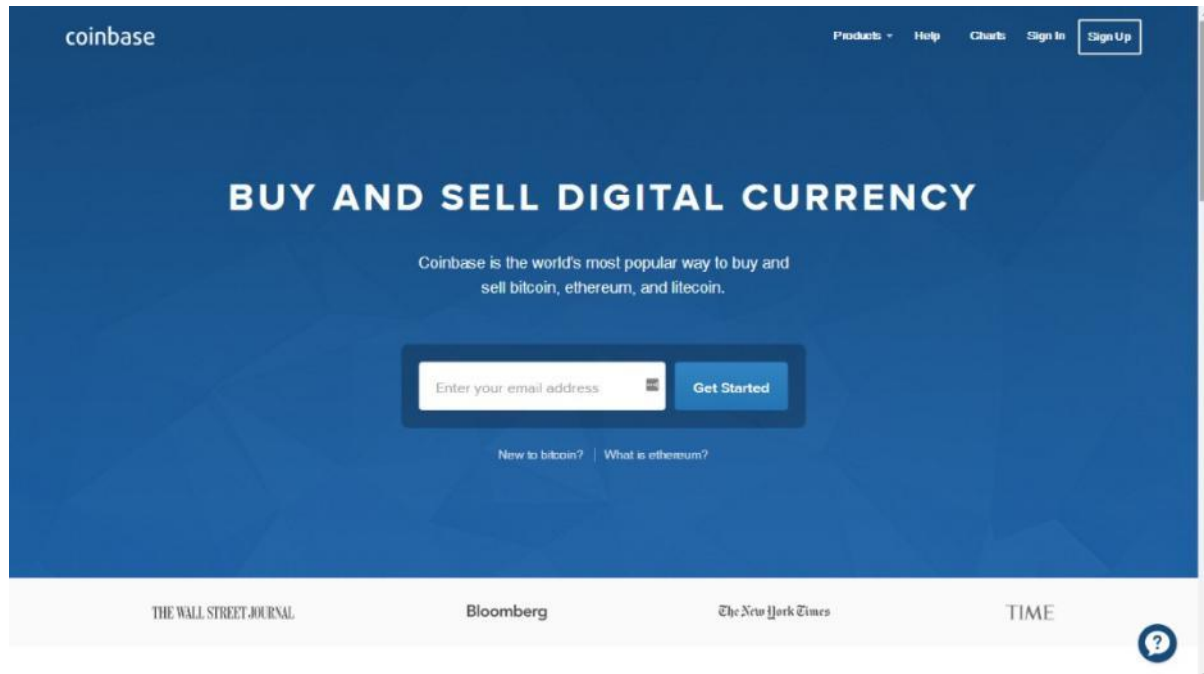 coinbase
Products Help Charts Sign In Sign Up
BUY AND SELL DIGITAL CURRENCY
Coinbase is the world's most popular way to buy and
sell bitcoin, ethereum, and litecoin.
Enter your email address Get Started
New to bitcoin? | What is ethereum?
THE WALL STREET JOURNAL Bloomberg The New York Times TIME
?